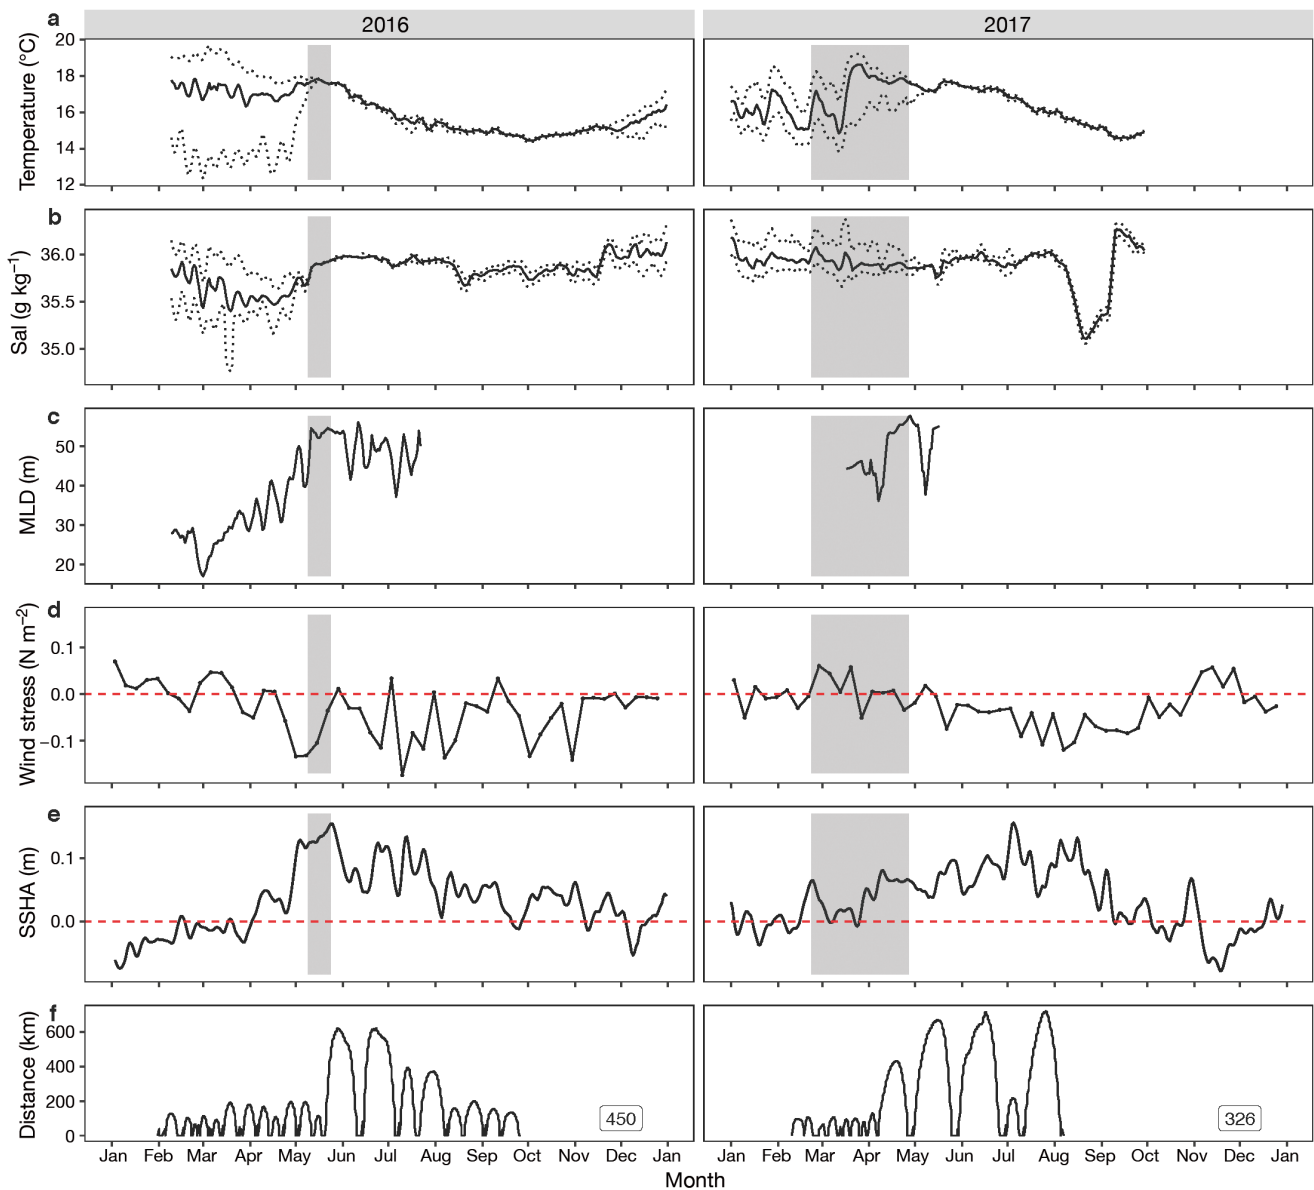 2016 2017
a
Temperature (°C)
20
18
16
14
12
b
Sal (g kg⁻¹)
36.0
35.5
35.0
c
MLD (m)
50
40
30
20
d
Wind stress (N m⁻²)
0.1
0.0
−0.1
e
SSHA (m)
0.1
0.0
f
Distance (km)
600
400
200
0
450 326
Jan Feb Mar Apr May Jun Jul Aug Sep Oct Nov Dec Jan Jan Feb Mar Apr May Jun Jul Aug Sep Oct Nov Dec Jan
Month